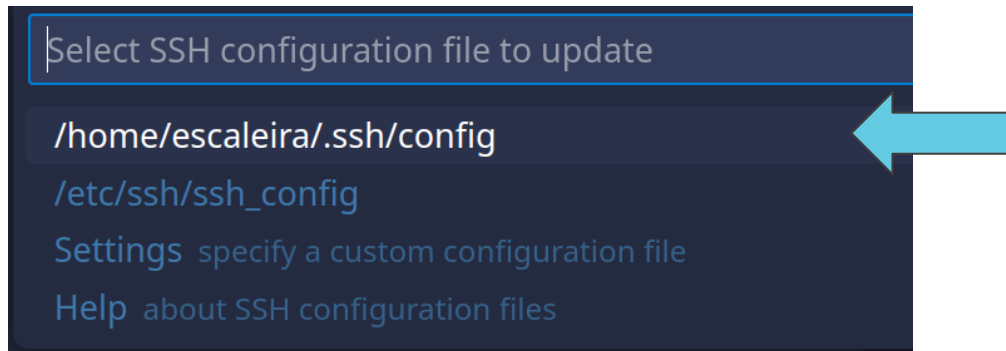 Select SSH configuration file to update
/home/escaleira/.ssh/config
/etc/ssh/ssh_config
Settings specify a custom configuration file
Help about SSH configuration files